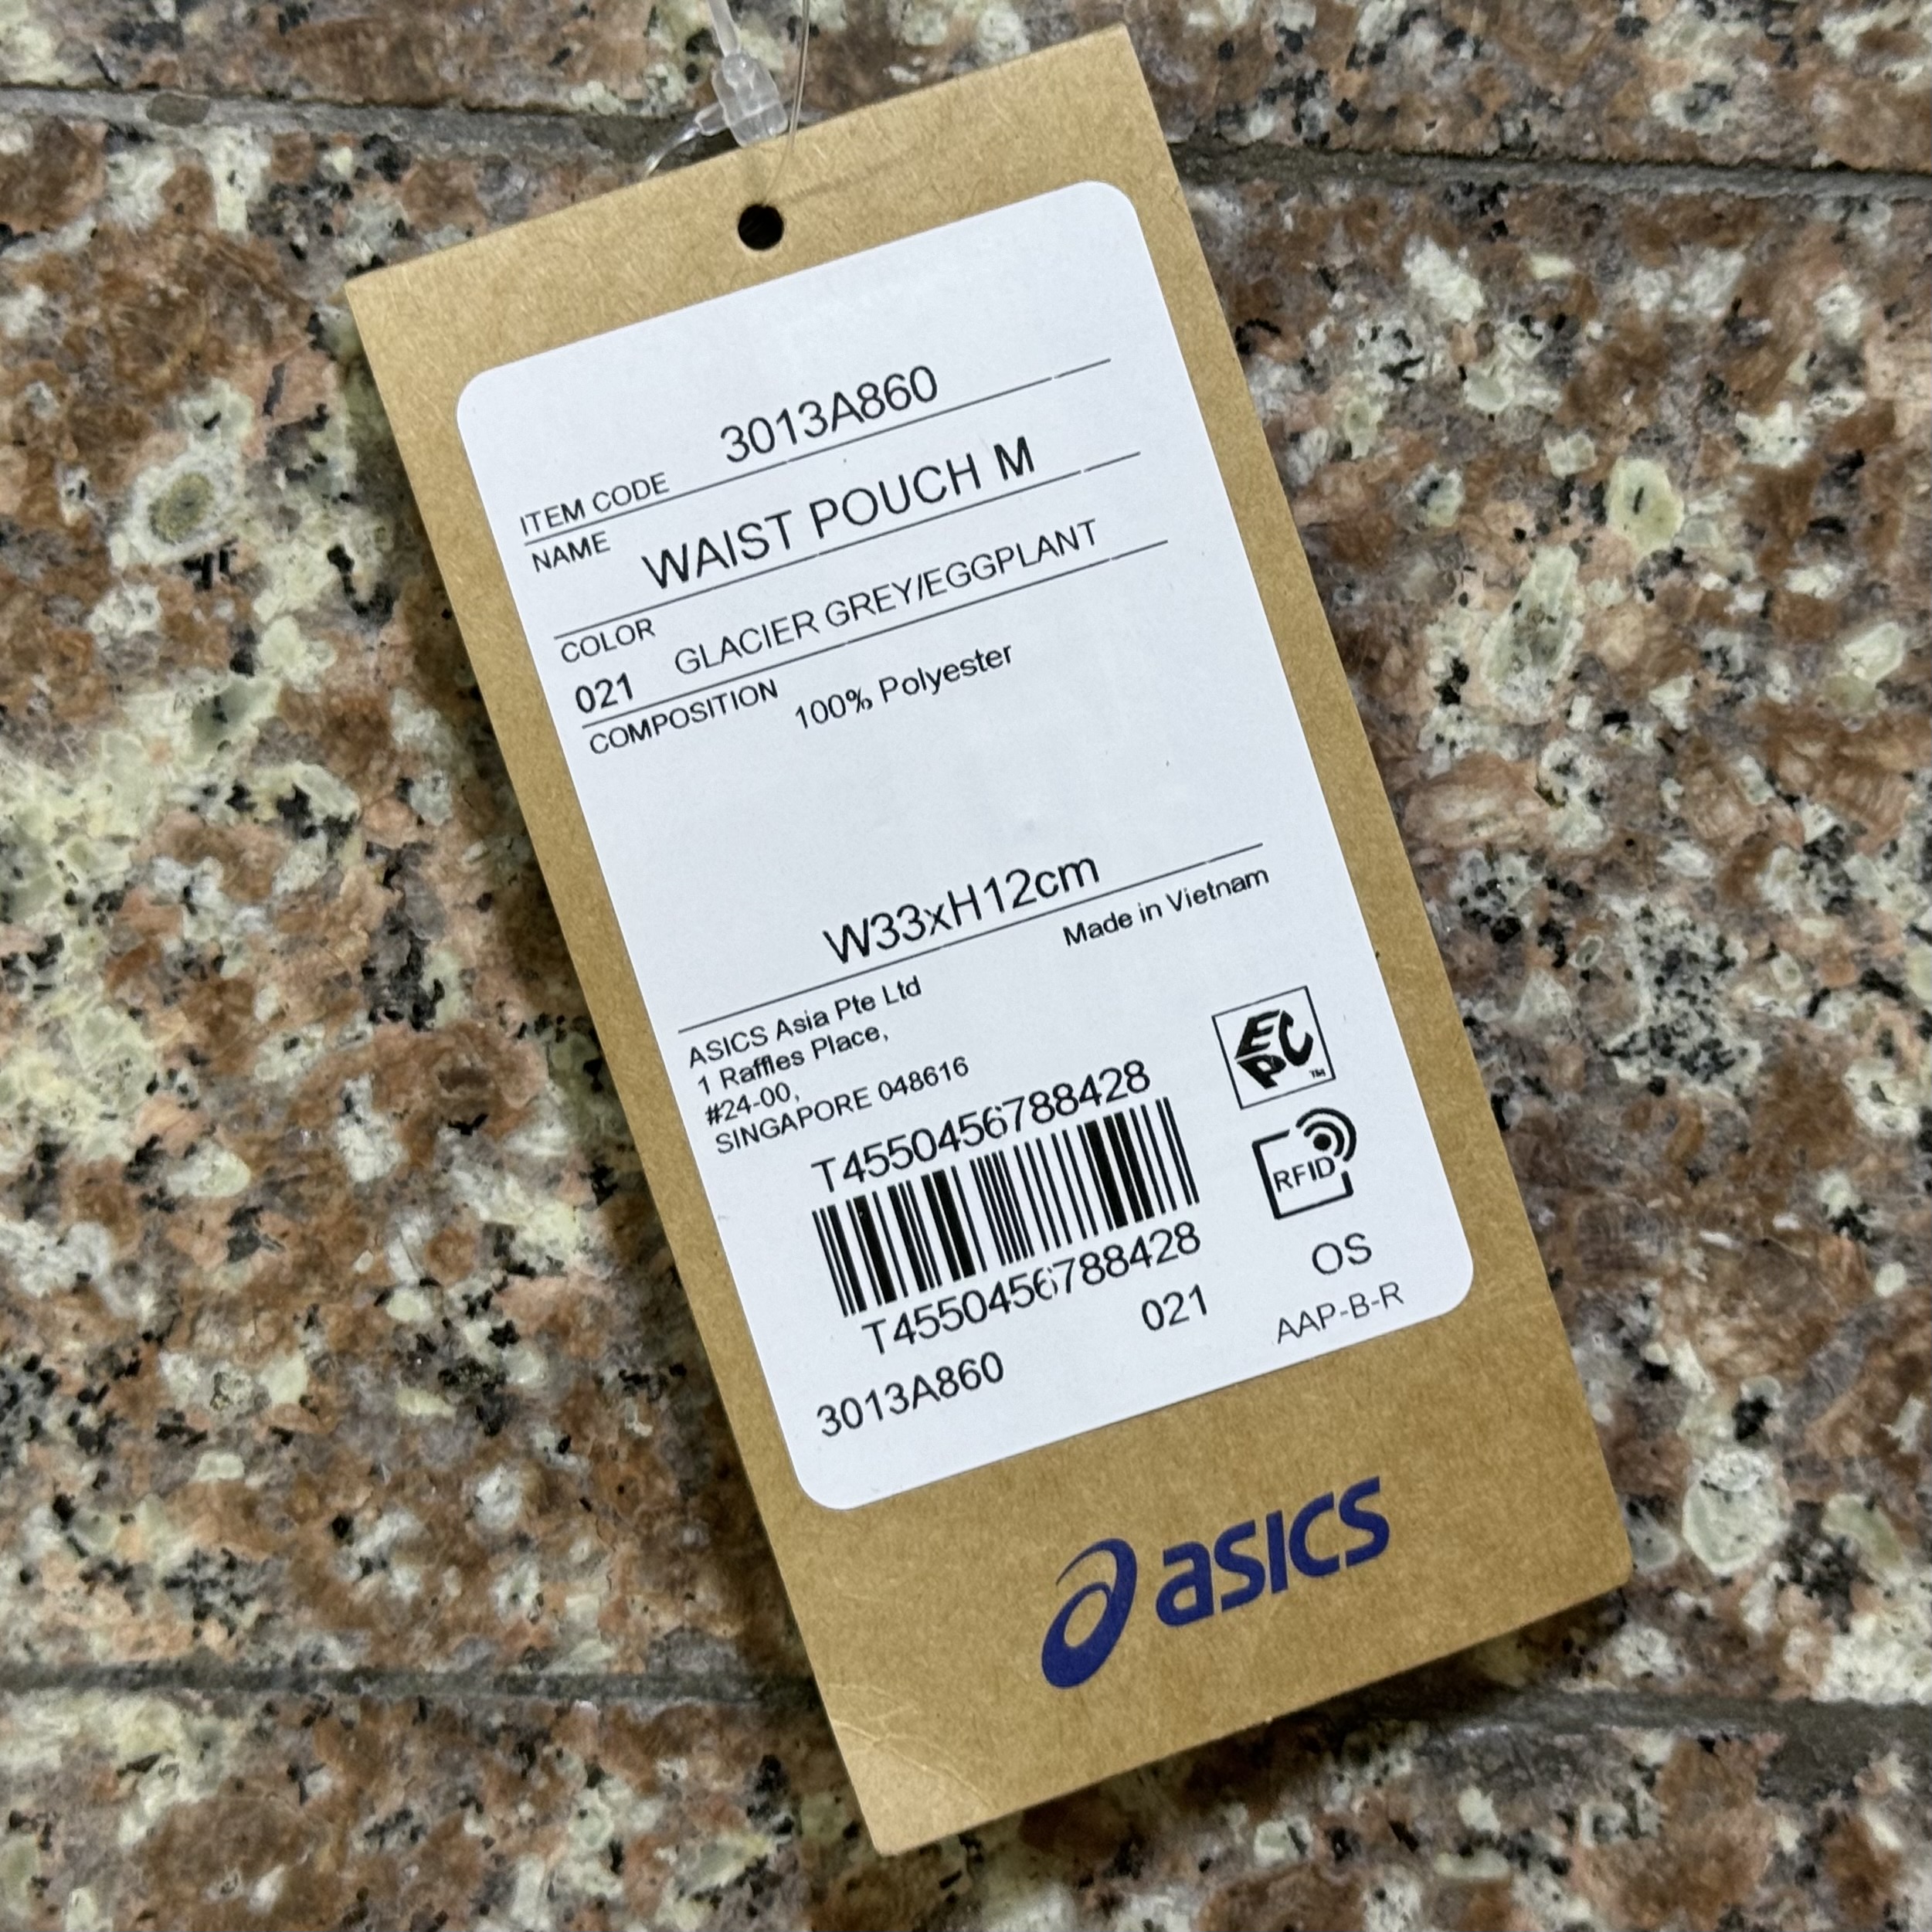 ITEM CODE 3013A860
NAME WAIST POUCH M
COLOR
021 GLACIER GREY/EGGPLANT
COMPOSITION 100% Polyester
W33xH12cm
Made in Vietnam
ASICS Asia Pte Ltd
1 Raffles Place,
#24-00,
SINGAPORE 048616
EPC TM
T4550456788428
RFID
T4550456788428
OS
3013A860 021 AAP-B-R
asics